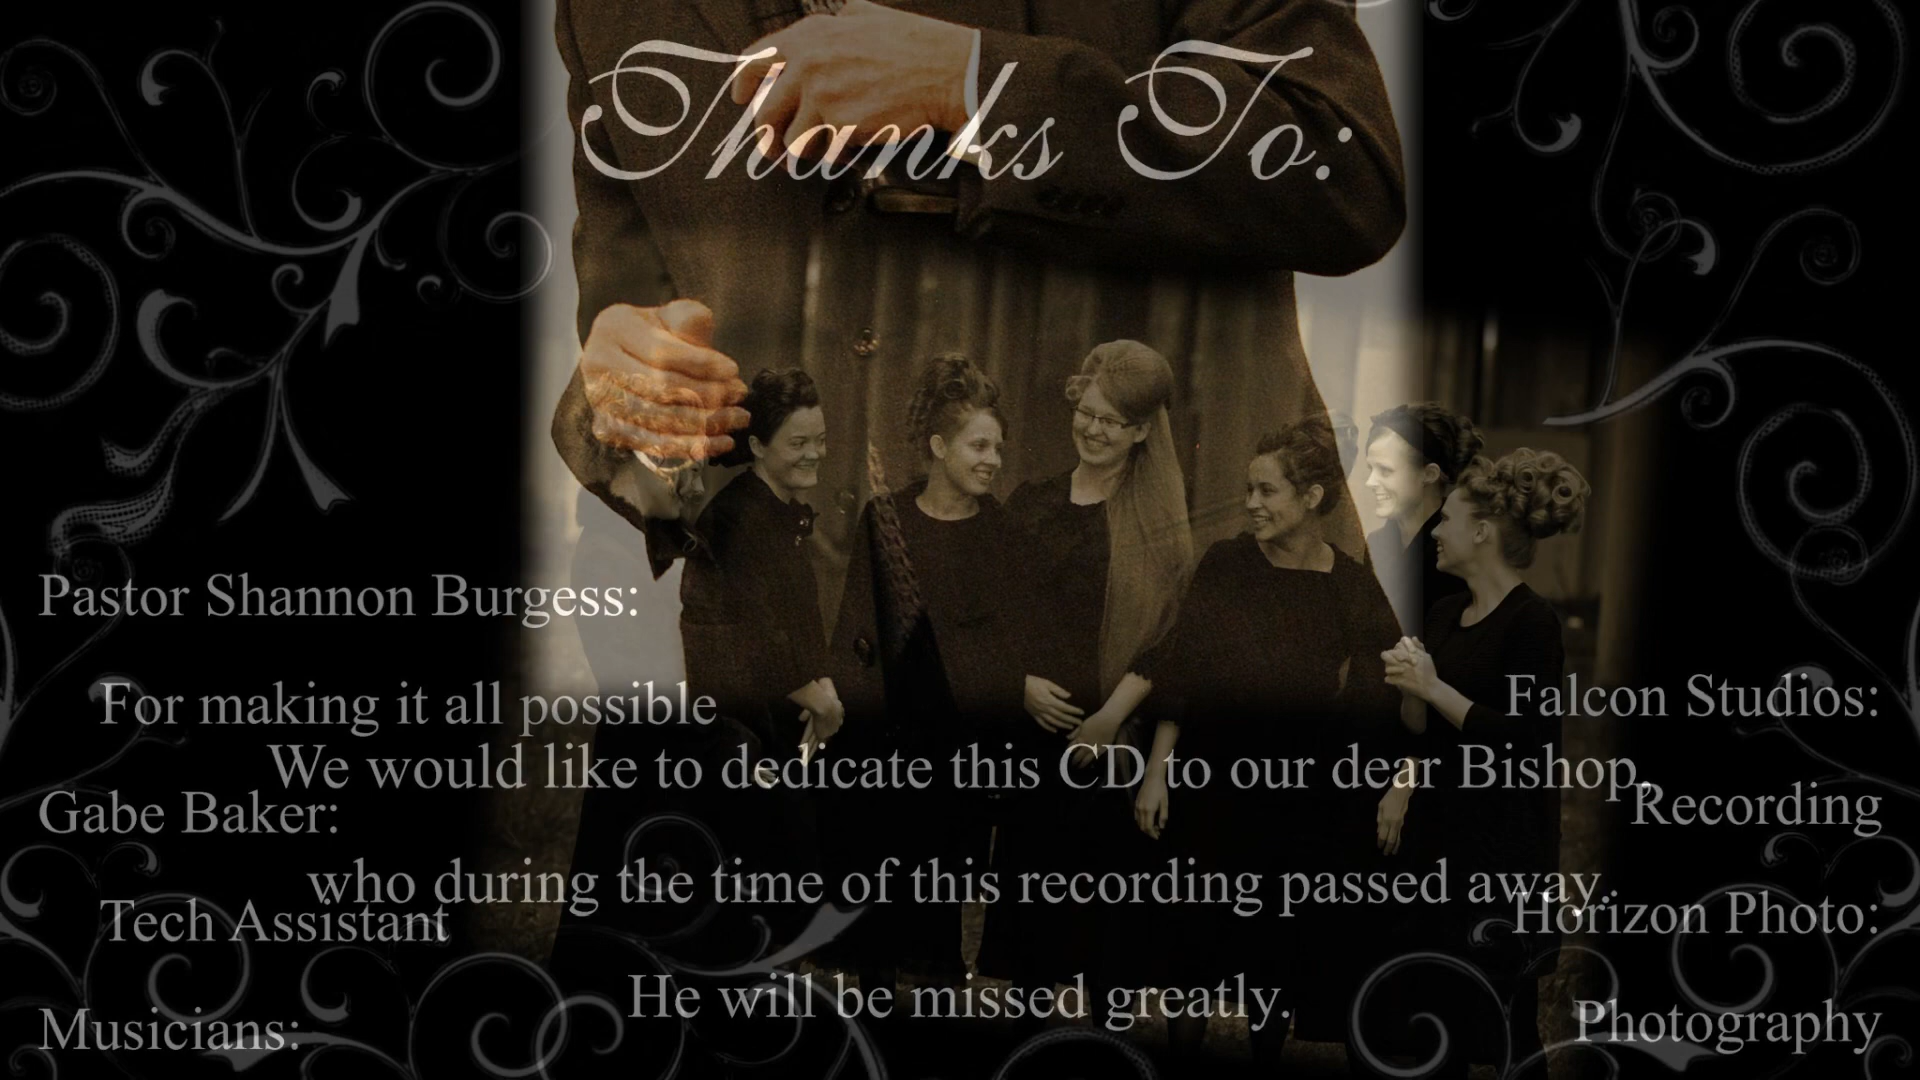 Thanks To:
Pastor Shannon Burgess:
For making it all possible
Gabe Baker:
Tech Assistant
Musicians:
We would like to dedicate this CD to our dear Bishop,
who during the time of this recording passed away.
He will be missed greatly.
Falcon Studios:
Recording
Horizon Photo:
Photography